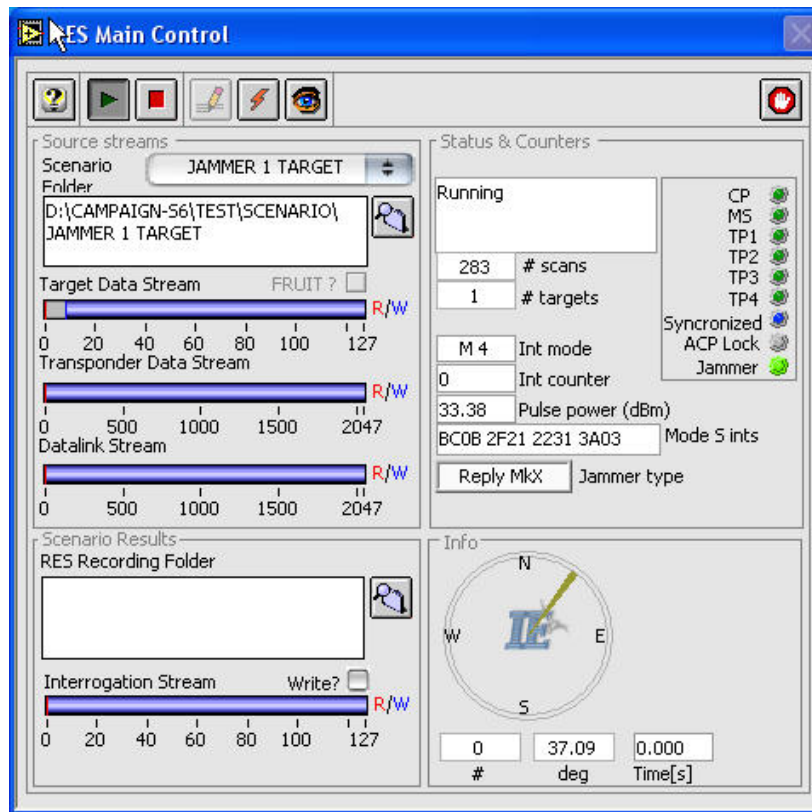 RES Main Control
Source streams
Scenario Folder
JAMMER 1 TARGET
D:\CAMPAIGN-S6\TEST\SCENARIO\
JAMMER 1 TARGET
Target Data Stream
FRUIT ?
R/W
0 20 40 60 80 100 127
Transponder Data Stream
R/W
0 500 1000 1500 2047
Datalink Stream
R/W
0 500 1000 1500 2047
Status & Counters
Running
283 # scans
1 # targets
M 4 Int mode
0 Int counter
33.38 Pulse power (dBm)
BC0B 2F21 2231 3A03 Mode S ints
Reply MkX Jammer type
CP
MS
TP1
TP2
TP3
TP4
Syncronized
ACP Lock
Jammer
Scenario Results
RES Recording Folder
Interrogation Stream
Write?
R/W
0 20 40 60 80 100 127
Info
N
W
IE
E
S
0 37.09 0.000
# deg Time[s]